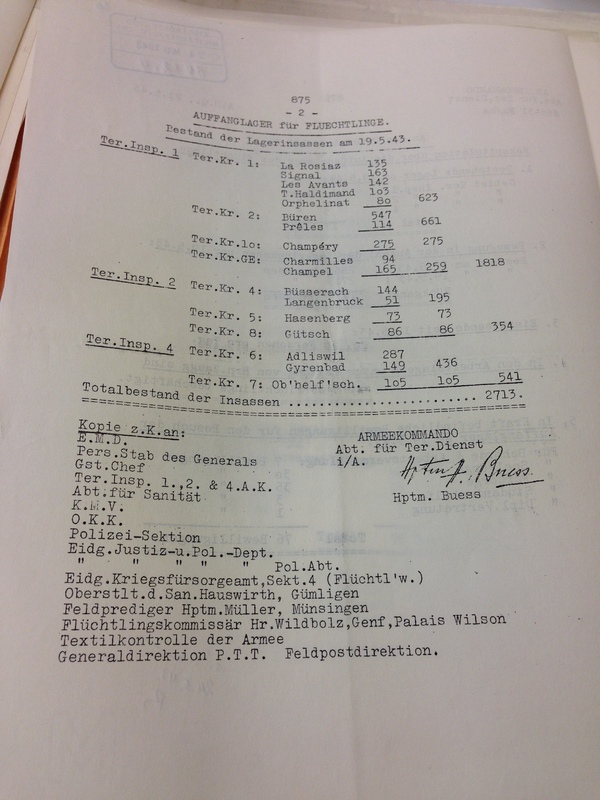 875
- 2 -
AUFFANGLAGER für FLUECHTLINGE.
Bestand der Lagerinsassen am 19.5.43.
Ter.Insp. 1 Ter.Kr. 1: La Rosiaz 135
Signal 163
Les Avants 142
T.Haldimand 1o3
Orphelinat 8o 623
Ter.Kr. 2: Büren 547
Prêles 114 661
Ter.Kr.1o: Champéry 275 275
Ter.Kr.GE: Charmilles 94
Champel 165 259 1818
Ter.Insp. 2 Ter.Kr. 4: Büsserach 144
Langenbruck 51 195
Ter.Kr. 5: Hasenberg 73 73
Ter.Kr. 8: Gütsch 86 86 354
Ter.Insp. 4 Ter.Kr. 6: Adliswil 287
Gyrenbad 149 436
Ter.Kr. 7: Ob'helf'sch. 1o5 1o5 541
Totalbestand der Insassen ........................ 2713.
Kopie z.K.an:
E.M.D.
Pers.Stab des Generals
Gst.Chef
Ter.Insp. 1.,2. & 4.A.K.
Abt.für Sanität
K.M.V.
O.K.K.
Polizei-Sektion
Eidg.Justiz-u.Pol.-Dept.
" " " " " Pol.Abt.
Eidg.Kriegsfürsorgeamt,Sekt.4 (Flüchtl'w.)
Oberstlt.d.San.Hauswirth, Gümligen
Feldprediger Hptm.Müller, Münsingen
Flüchtlingskommissär Hr.Wildbolz,Genf,Palais Wilson
Textilkontrolle der Armee
Generaldirektion P.T.T. Feldpostdirektion.
ARMEEKOMMANDO
Abt. für Ter.Dienst
i/A.
Hptm. Buess.
Hptm. Buess